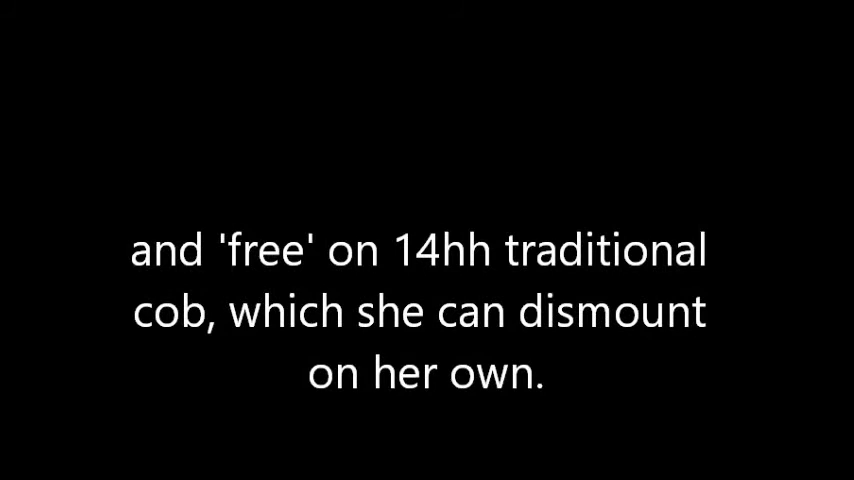 and 'free' on 14hh traditional
cob, which she can dismount
on her own.